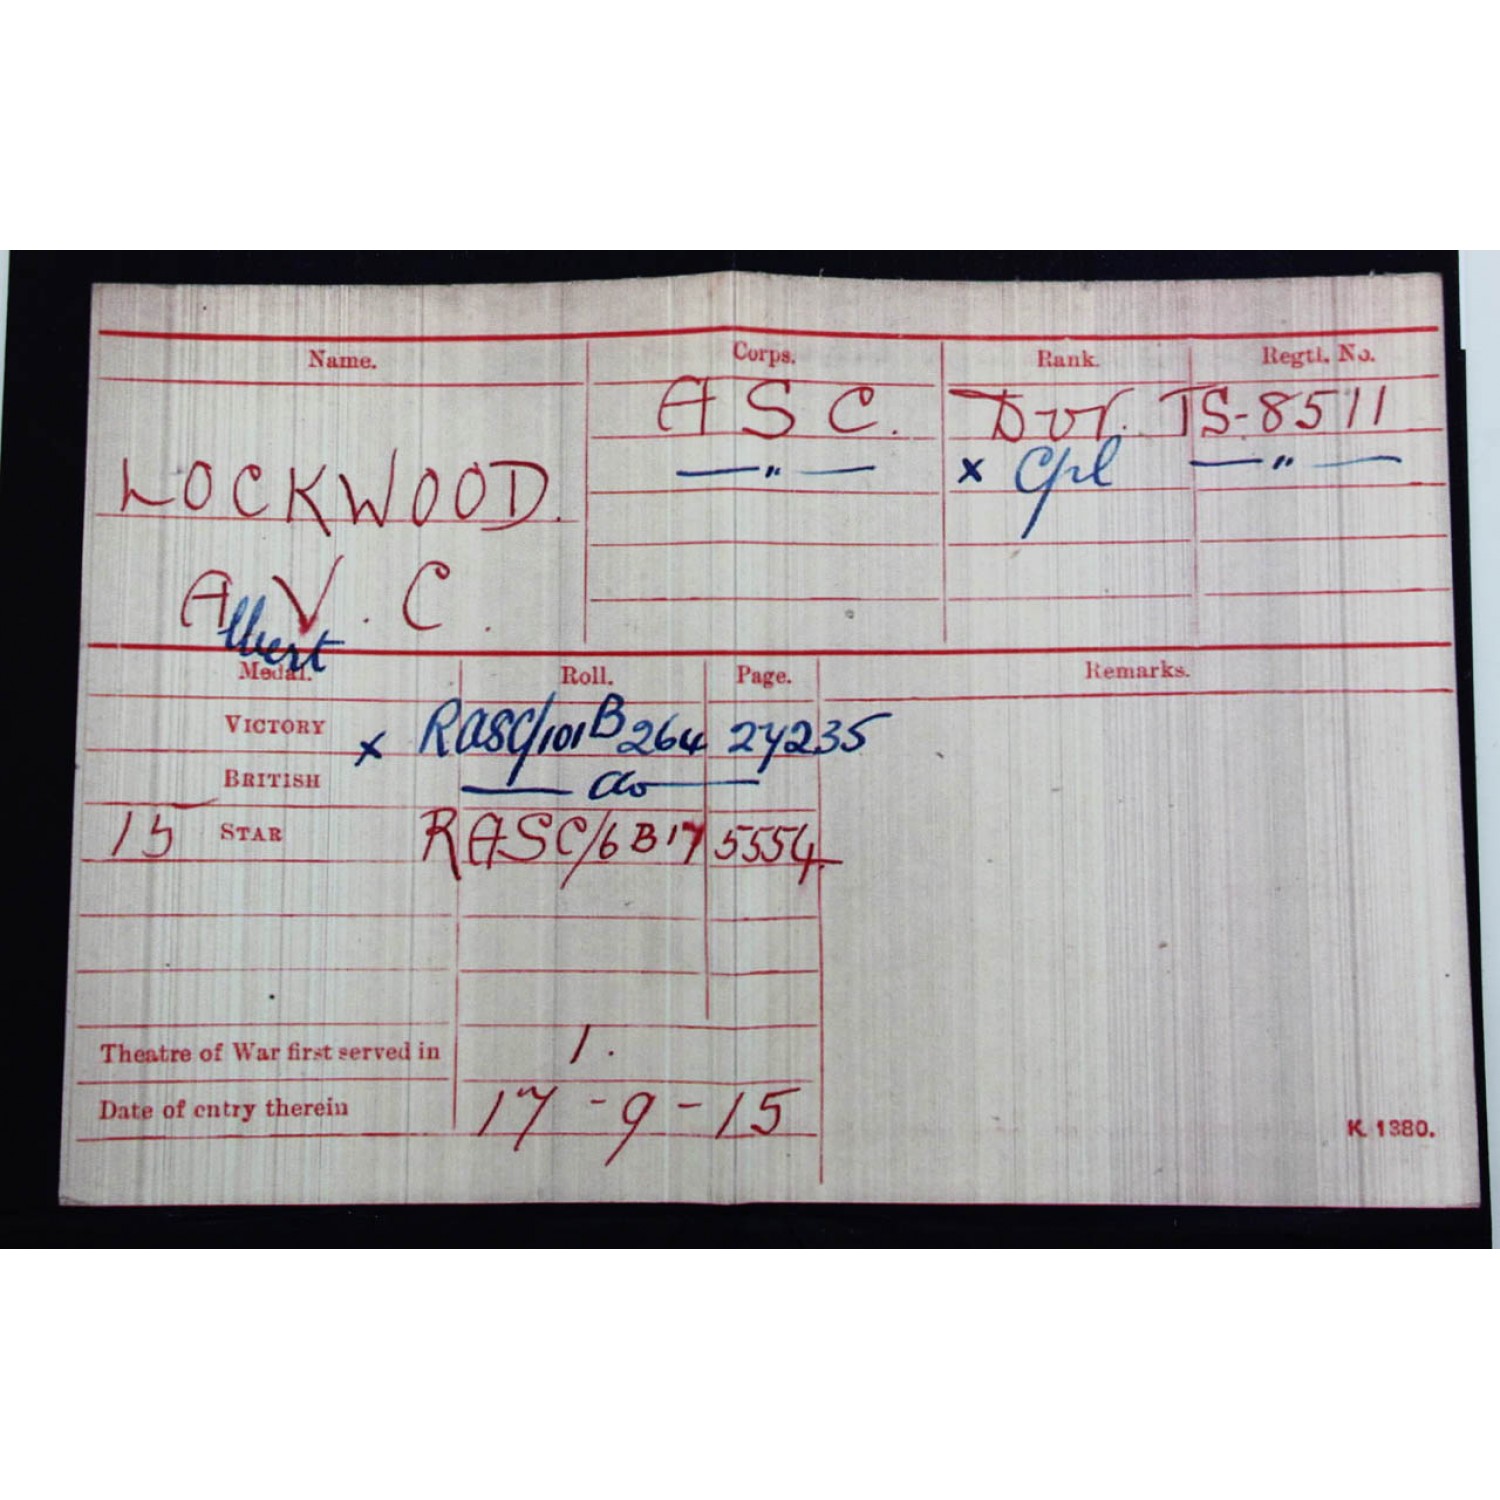 Name. Corps. Rank. Regtl. No.
A S C. Dvr. TS-8511
LOCKWOOD. —"— x Cpl —"—
A V. C.
Albert
Medal. Roll. Page. Remarks.
VICTORY x RASC/101B264 27235
BRITISH — do —
15 STAR RASC/6B17 5554
Theatre of War first served in 1.
Date of entry therein 17-9-15
K. 1380.